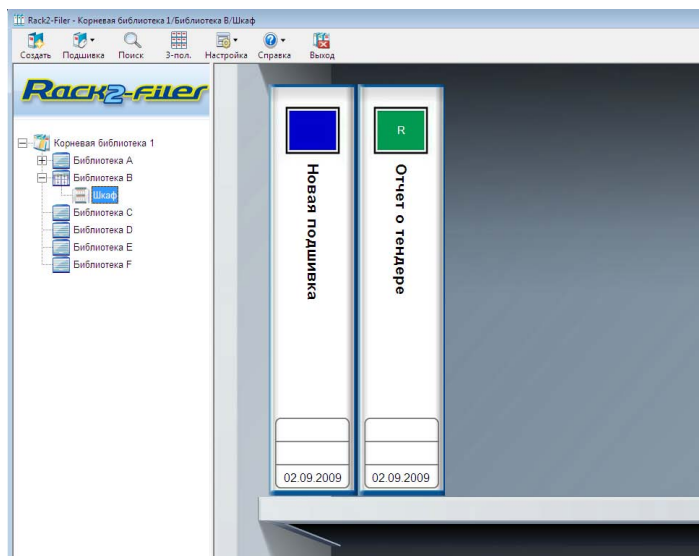 Rack2-Filer - Корневая библиотека 1/Библиотека B/Шкаф
Создать Подшивка Поиск 3-пол. Настройка Справка Выход
Rack2-Filer
Корневая библиотека 1
Библиотека A
Библиотека B
Шкаф
Библиотека C
Библиотека D
Библиотека E
Библиотека F
Новая подшивка
02.09.2009
R
Отчет о тендере
02.09.2009